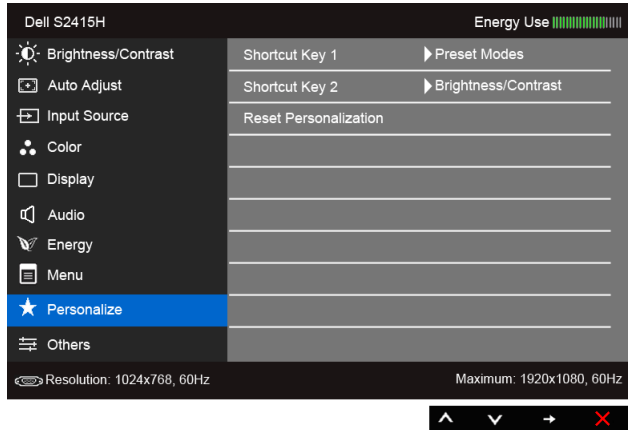 Dell S2415H Energy Use
Brightness/Contrast Shortcut Key 1 Preset Modes
Auto Adjust Shortcut Key 2 Brightness/Contrast
Input Source Reset Personalization
Color
Display
Audio
Energy
Menu
Personalize
Others
Resolution: 1024x768, 60Hz Maximum: 1920x1080, 60Hz